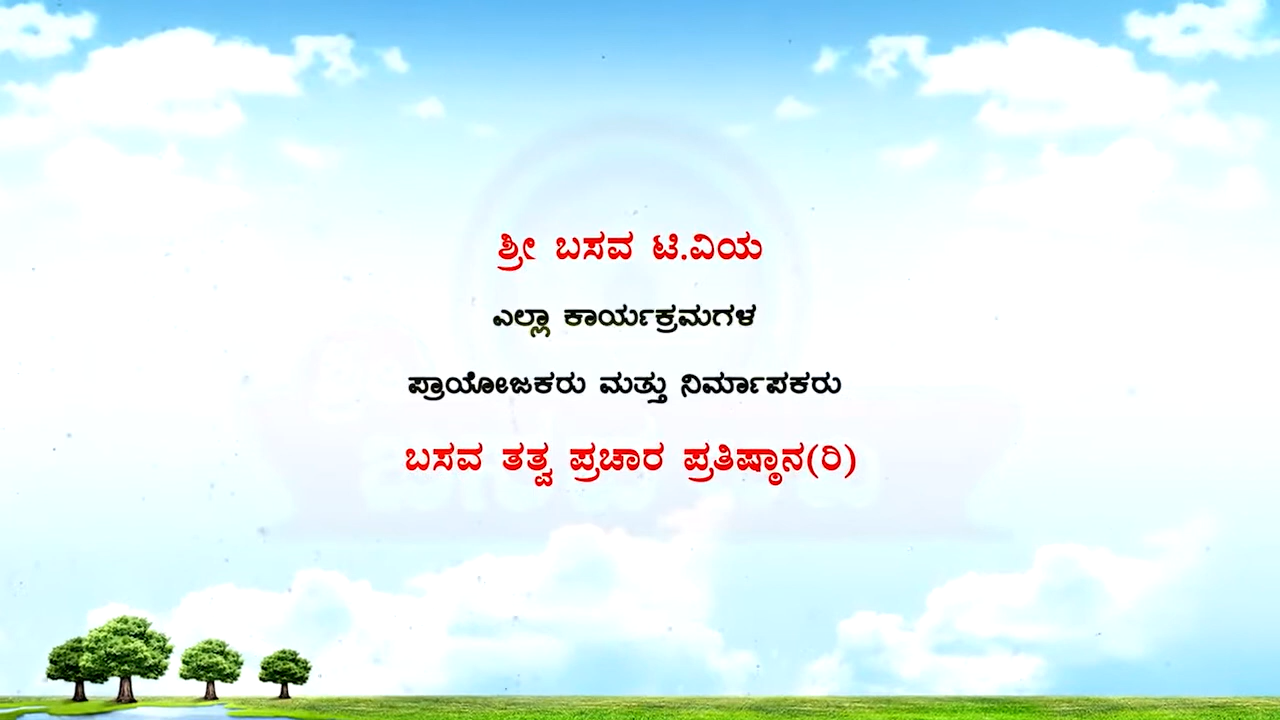 ಶ್ರೀ ಬಸವ ಟಿ.ವಿಯ
ಎಲ್ಲಾ ಕಾರ್ಯಕ್ರಮಗಳ
ಪ್ರಾಯೋಜಕರು ಮತ್ತು ನಿರ್ಮಾಪಕರು
ಬಸವ ತತ್ವ ಪ್ರಚಾರ ಪ್ರತಿಷ್ಠಾನ(ರಿ)